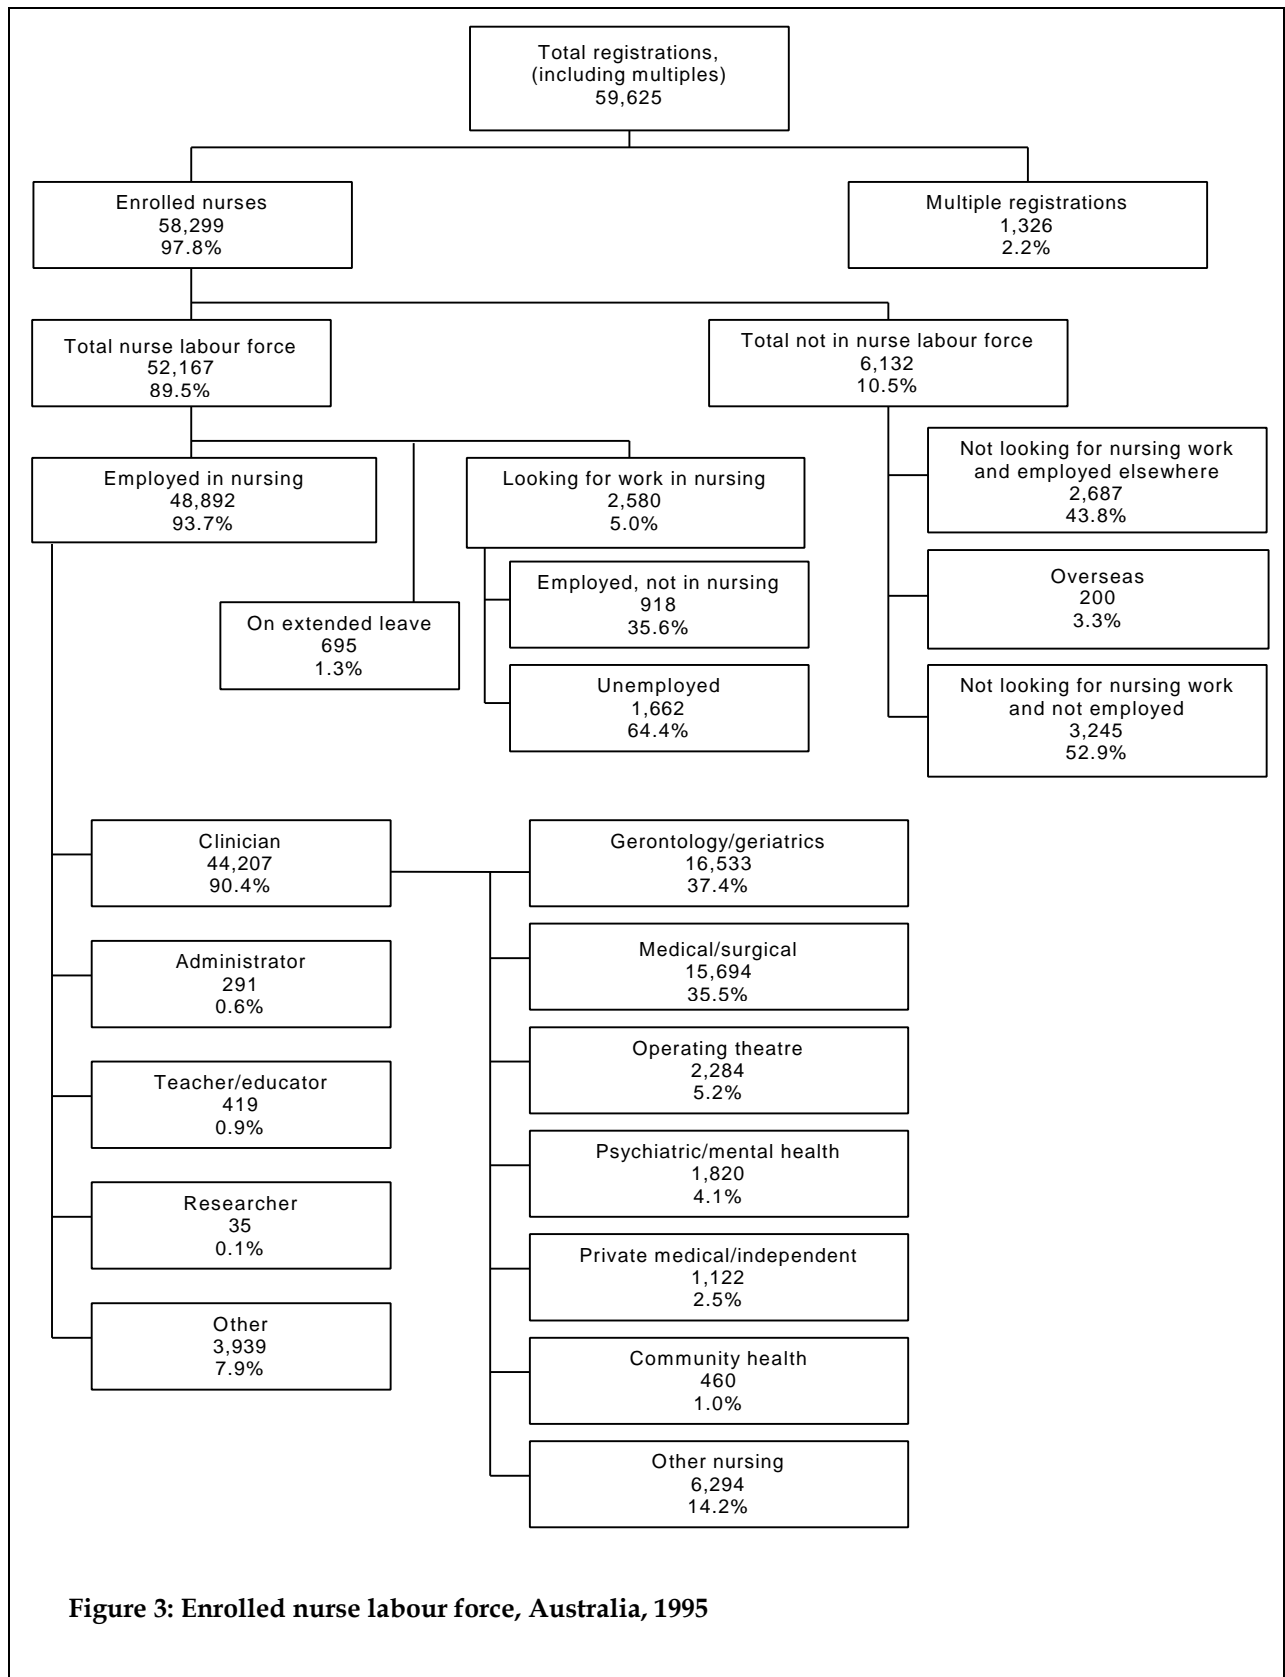 Total registrations,
(including multiples)
59,625
Enrolled nurses
58,299
97.8%
Multiple registrations
1,326
2.2%
Total nurse labour force
52,167
89.5%
Total not in nurse labour force
6,132
10.5%
Employed in nursing
48,892
93.7%
Looking for work in nursing
2,580
5.0%
Not looking for nursing work
and employed elsewhere
2,687
43.8%
Employed, not in nursing
918
35.6%
Overseas
200
3.3%
On extended leave
695
1.3%
Unemployed
1,662
64.4%
Not looking for nursing work
and not employed
3,245
52.9%
Clinician
44,207
90.4%
Administrator
291
0.6%
Teacher/educator
419
0.9%
Researcher
35
0.1%
Other
3,939
7.9%
Gerontology/geriatrics
16,533
37.4%
Medical/surgical
15,694
35.5%
Operating theatre
2,284
5.2%
Psychiatric/mental health
1,820
4.1%
Private medical/independent
1,122
2.5%
Community health
460
1.0%
Other nursing
6,294
14.2%
Figure 3: Enrolled nurse labour force, Australia, 1995